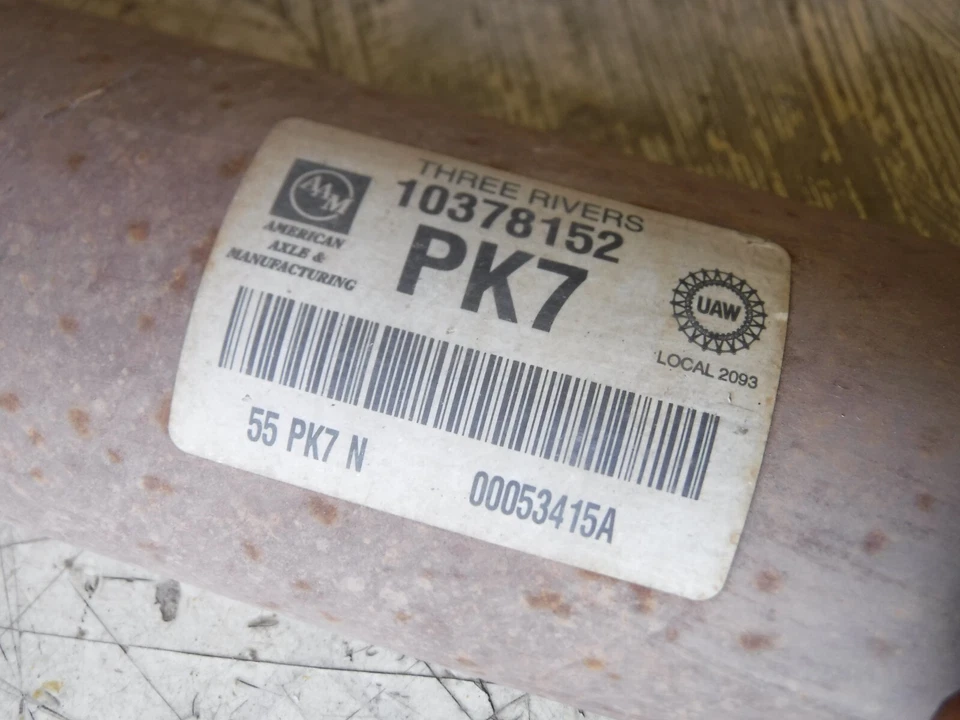 AAM
AMERICAN
AXLE &
MANUFACTURING
THREE RIVERS
10378152
PK7
UAW
LOCAL 2093
55 PK7 N
00053415A